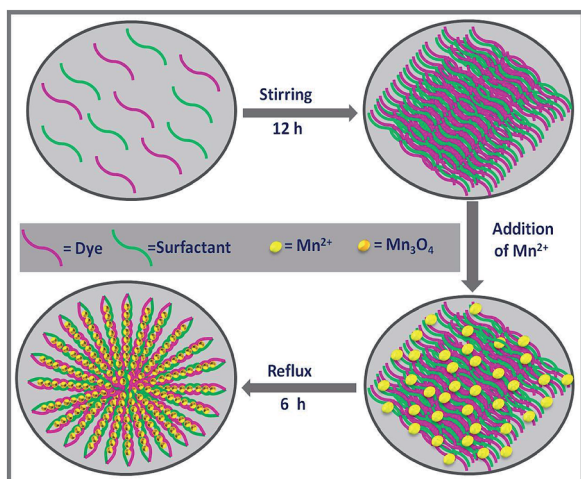 Stirring
12 h
Addition
of Mn²⁺
= Dye =Surfactant = Mn²⁺ = Mn₃O₄
Reflux
6 h